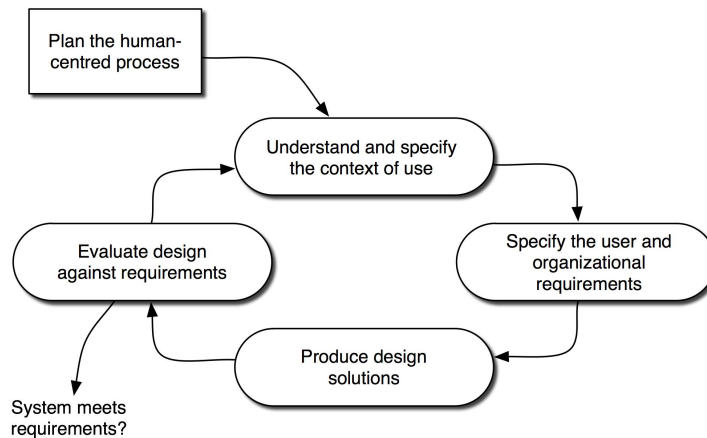 Plan the human-
centred process
Understand and specify
the context of use
Evaluate design
against requirements
Specify the user and
organizational
requirements
Produce design
solutions
System meets
requirements?